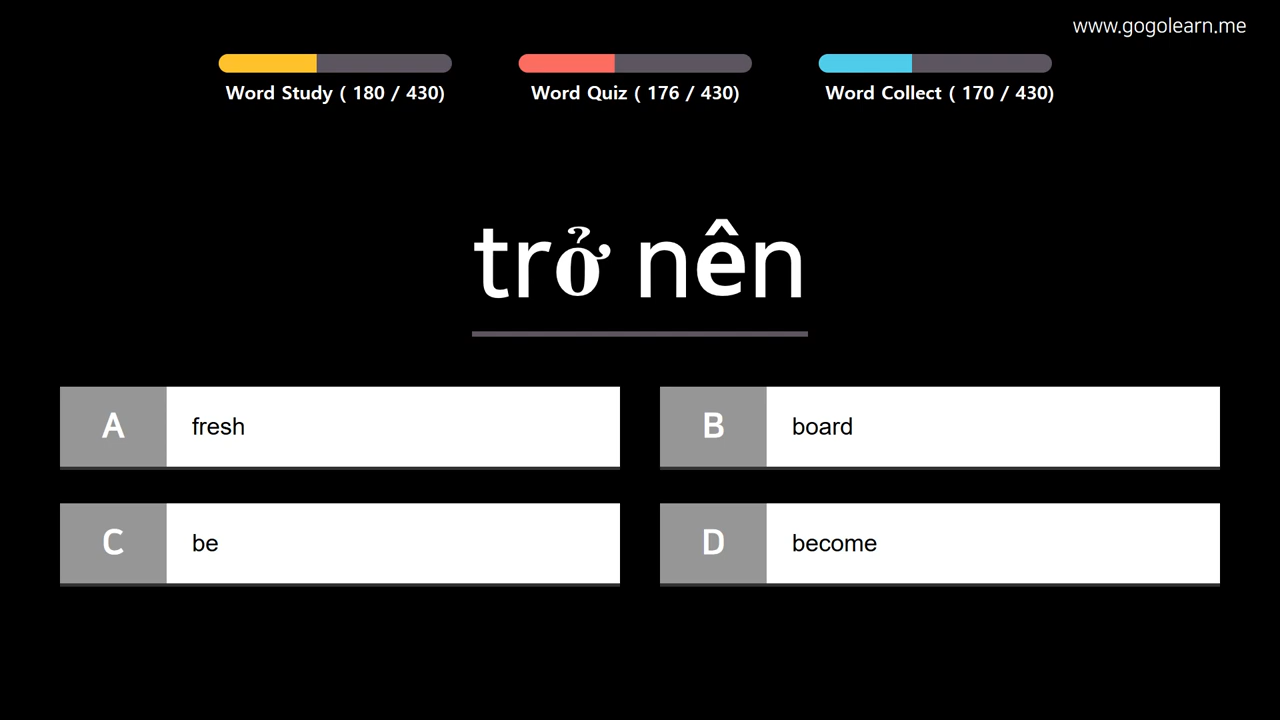 www.gogolearn.me
Word Study ( 180 / 430)
Word Quiz ( 176 / 430)
Word Collect ( 170 / 430)
trở nên
A fresh
B board
C be
D become